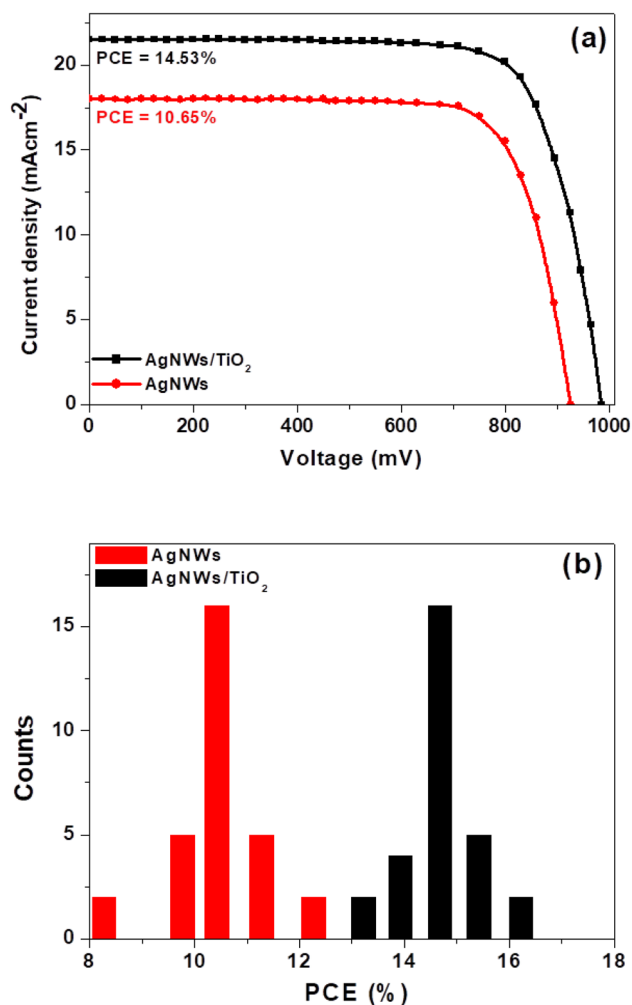 (a)
PCE = 14.53%
PCE = 10.65%
20
15
10
5
0
Current density (mAcm-2)
AgNWs/TiO2
AgNWs
0 200 400 600 800 1000
Voltage (mV)
(b)
AgNWs
AgNWs/TiO2
15
10
5
0
Counts
8 10 12 14 16 18
PCE (%)